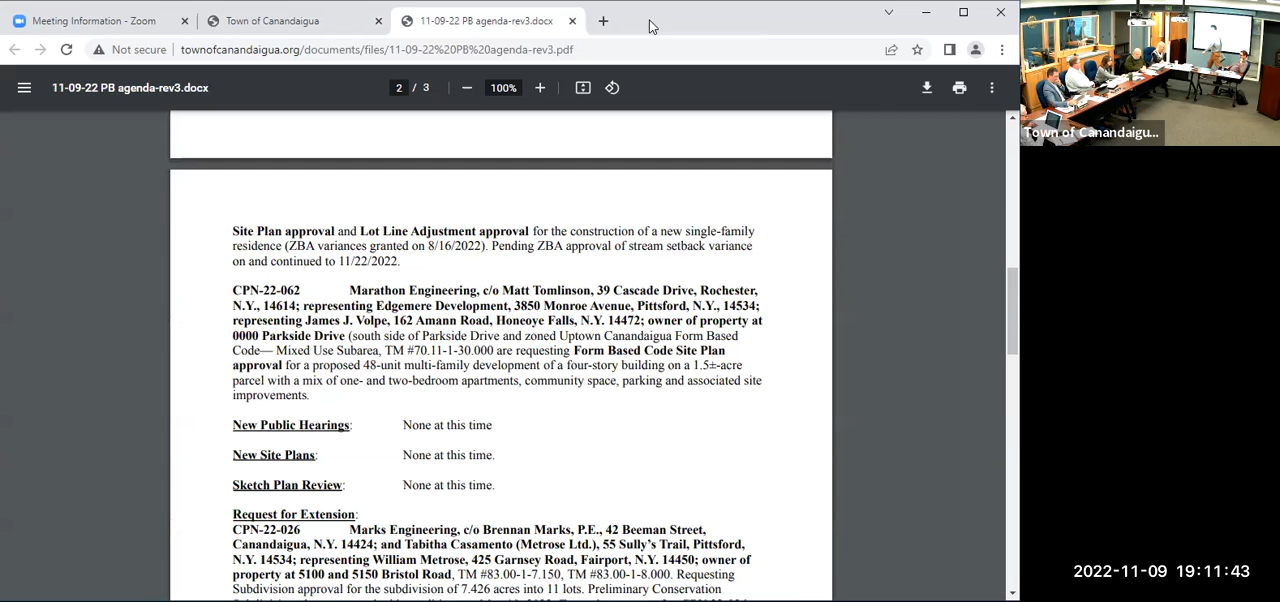 Meeting Information - Zoom
Town of Canandaigua
11-09-22 PB agenda-rev3.docx
Not secure
townofcanandaigua.org/documents/files/11-09-22%20PB%20agenda-rev3.pdf
11-09-22 PB agenda-rev3.docx
2 / 3
100%
Town of Canandaigu...
Site Plan approval and Lot Line Adjustment approval for the construction of a new single-family
residence (ZBA variances granted on 8/16/2022). Pending ZBA approval of stream setback variance
on and continued to 11/22/2022.
CPN-22-062 Marathon Engineering, c/o Matt Tomlinson, 39 Cascade Drive, Rochester,
N.Y., 14614; representing Edgemere Development, 3850 Monroe Avenue, Pittsford, N.Y., 14534;
representing James J. Volpe, 162 Amann Road, Honeoye Falls, N.Y. 14472; owner of property at
0000 Parkside Drive (south side of Parkside Drive and zoned Uptown Canandaigua Form Based
Code— Mixed Use Subarea, TM #70.11-1-30.000 are requesting Form Based Code Site Plan
approval for a proposed 48-unit multi-family development of a four-story building on a 1.5±-acre
parcel with a mix of one- and two-bedroom apartments, community space, parking and associated site
improvements.
New Public Hearings: None at this time
New Site Plans: None at this time.
Sketch Plan Review: None at this time.
Request for Extension:
CPN-22-026 Marks Engineering, c/o Brennan Marks, P.E., 42 Beeman Street,
Canandaigua, N.Y. 14424; and Tabitha Casamento (Metrose Ltd.), 55 Sully's Trail, Pittsford,
N.Y. 14534; representing William Metrose, 425 Garnsey Road, Fairport, N.Y. 14450; owner of
property at 5100 and 5150 Bristol Road, TM #83.00-1-7.150, TM #83.00-1-8.000. Requesting
Subdivision approval for the subdivision of 7.426 acres into 11 lots. Preliminary Conservation
2022-11-09 19:11:43